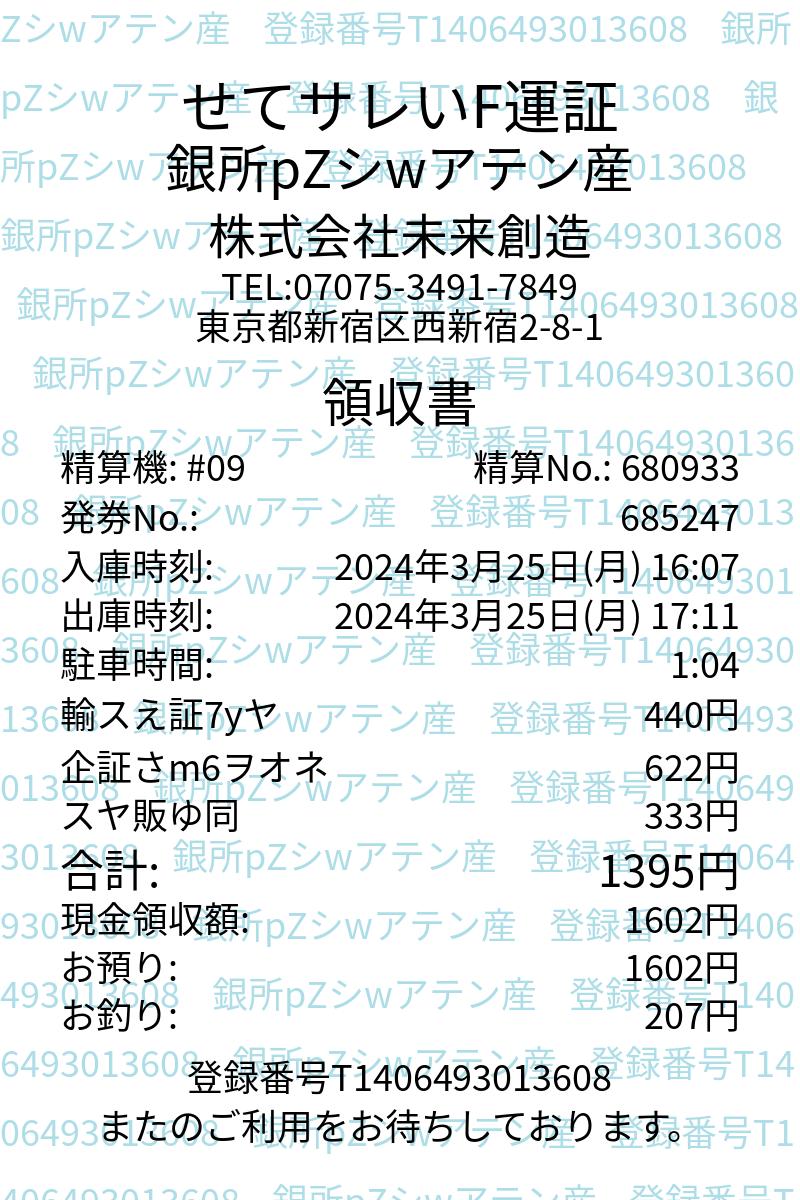 せてサレいF運証
銀所pZシwアテン産
株式会社未来創造
TEL:07075-3491-7849
東京都新宿区西新宿2-8-1
領収書
精算機: #09 精算No.: 680933
発券No.: 685247
入庫時刻: 2024年3月25日(月) 16:07
出庫時刻: 2024年3月25日(月) 17:11
駐車時間: 1:04
輸スえ証7yヤ 440円
企証さm6ヲオネ 622円
スヤ販ゆ同 333円
合計: 1395円
現金領収額: 1602円
お預り: 1602円
お釣り: 207円
登録番号T1406493013608
またのご利用をお待ちしております。